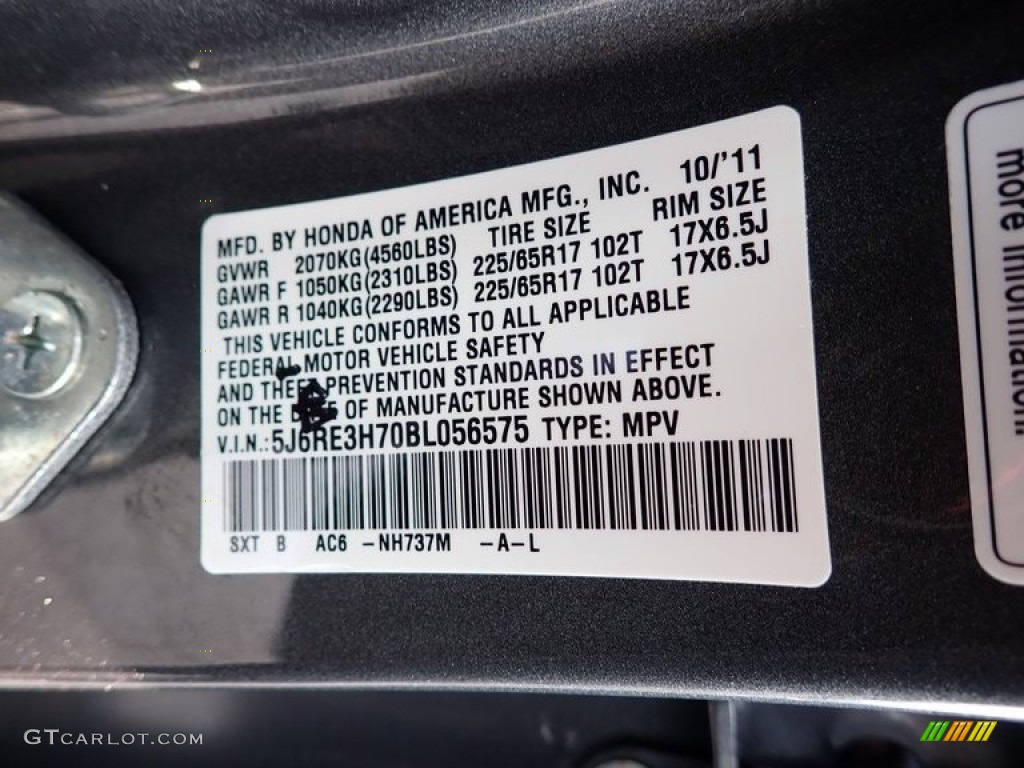 MFD. BY HONDA OF AMERICA MFG., INC. 10/'11
GVWR 2070KG(4560LBS) TIRE SIZE RIM SIZE
GAWR F 1050KG(2310LBS) 225/65R17 102T 17X6.5J
GAWR R 1040KG(2290LBS) 225/65R17 102T 17X6.5J
THIS VEHICLE CONFORMS TO ALL APPLICABLE
FEDERAL MOTOR VEHICLE SAFETY
AND THEFT PREVENTION STANDARDS IN EFFECT
ON THE DATE OF MANUFACTURE SHOWN ABOVE.
V.I.N.: 5J6RE3H70BL056575 TYPE: MPV
SXT B AC6 -NH737M -A-L
more information
GTCARLOT.COM